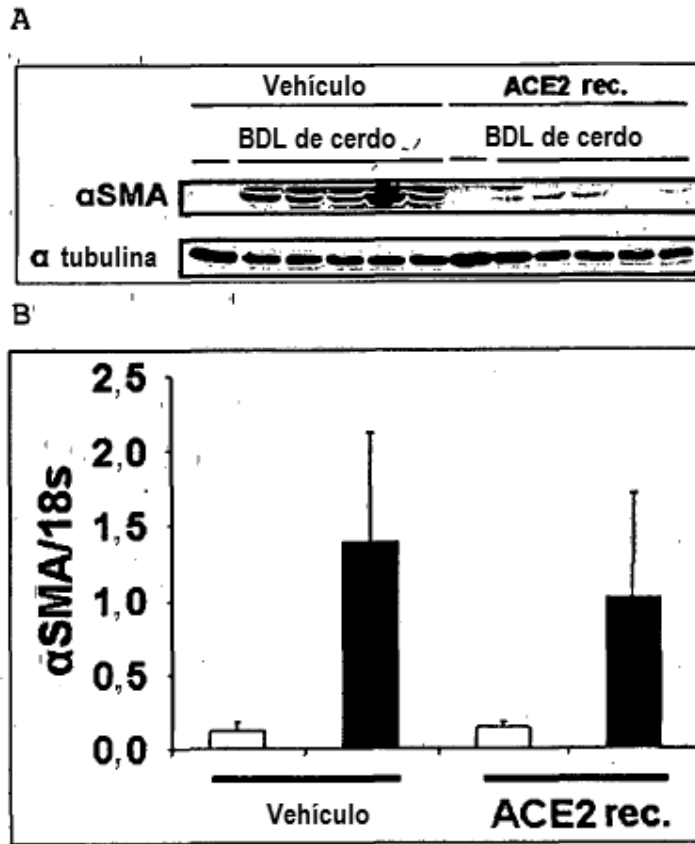 A
Vehículo ACE2 rec.
BDL de cerdo BDL de cerdo
αSMA
α tubulina
B
2,5
2,0
1,5
1,0
0,5
0,0
αSMA/18s
Vehículo ACE2 rec.